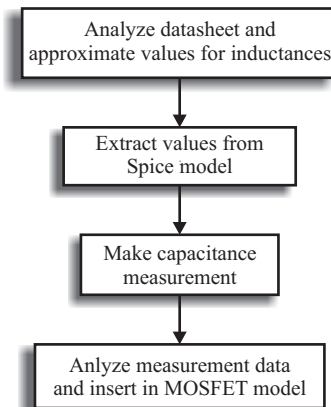 Analyze datasheet and
approximate values for inductances
Extract values from
Spice model
Make capacitance
measurement
Anlyze measurement data
and insert in MOSFET model